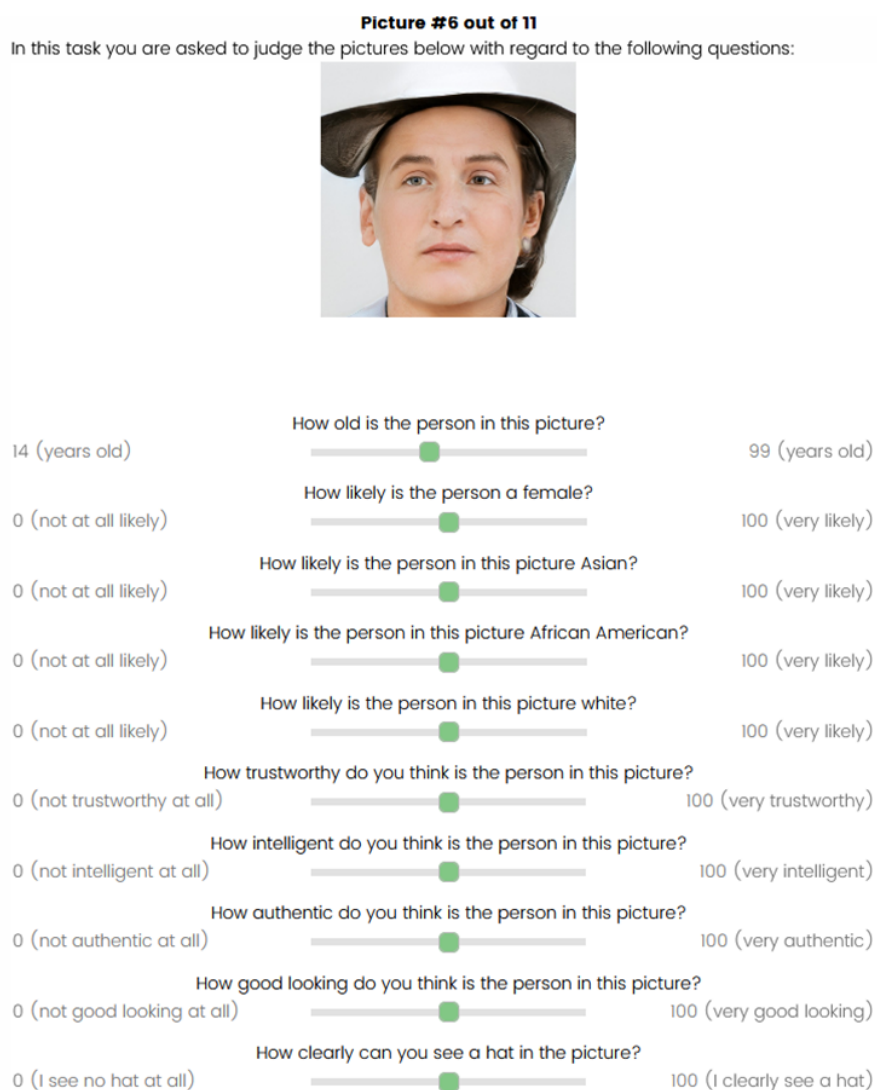 Picture #6 out of 11
In this task you are asked to judge the pictures below with regard to the following questions:
How old is the person in this picture?
14 (years old) 99 (years old)
How likely is the person a female?
0 (not at all likely) 100 (very likely)
How likely is the person in this picture Asian?
0 (not at all likely) 100 (very likely)
How likely is the person in this picture African American?
0 (not at all likely) 100 (very likely)
How likely is the person in this picture white?
0 (not at all likely) 100 (very likely)
How trustworthy do you think is the person in this picture?
0 (not trustworthy at all) 100 (very trustworthy)
How intelligent do you think is the person in this picture?
0 (not intelligent at all) 100 (very intelligent)
How authentic do you think is the person in this picture?
0 (not authentic at all) 100 (very authentic)
How good looking do you think is the person in this picture?
0 (not good looking at all) 100 (very good looking)
How clearly can you see a hat in the picture?
0 (I see no hat at all) 100 (I clearly see a hat)